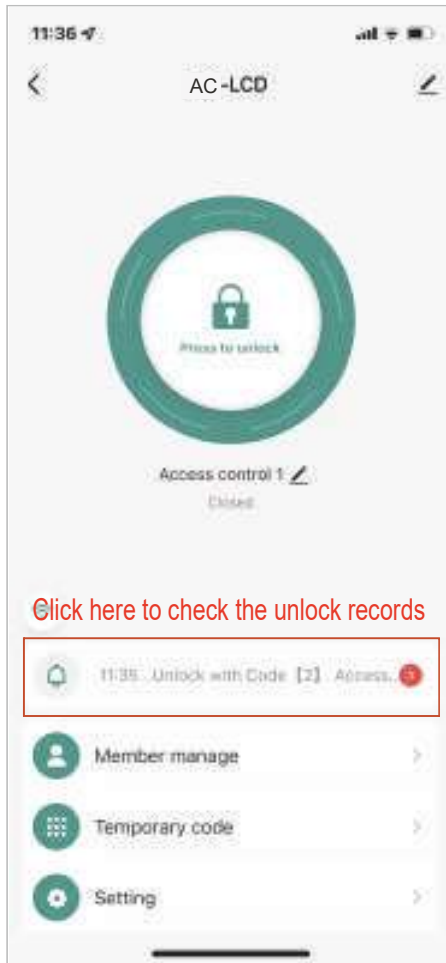 11:36
AC-LCD
Press to unlock
Access control 1
Closed
Click here to check the unlock records
11:35 Unlock with Code【2】 Access..
Member manage
Temporary code
Setting